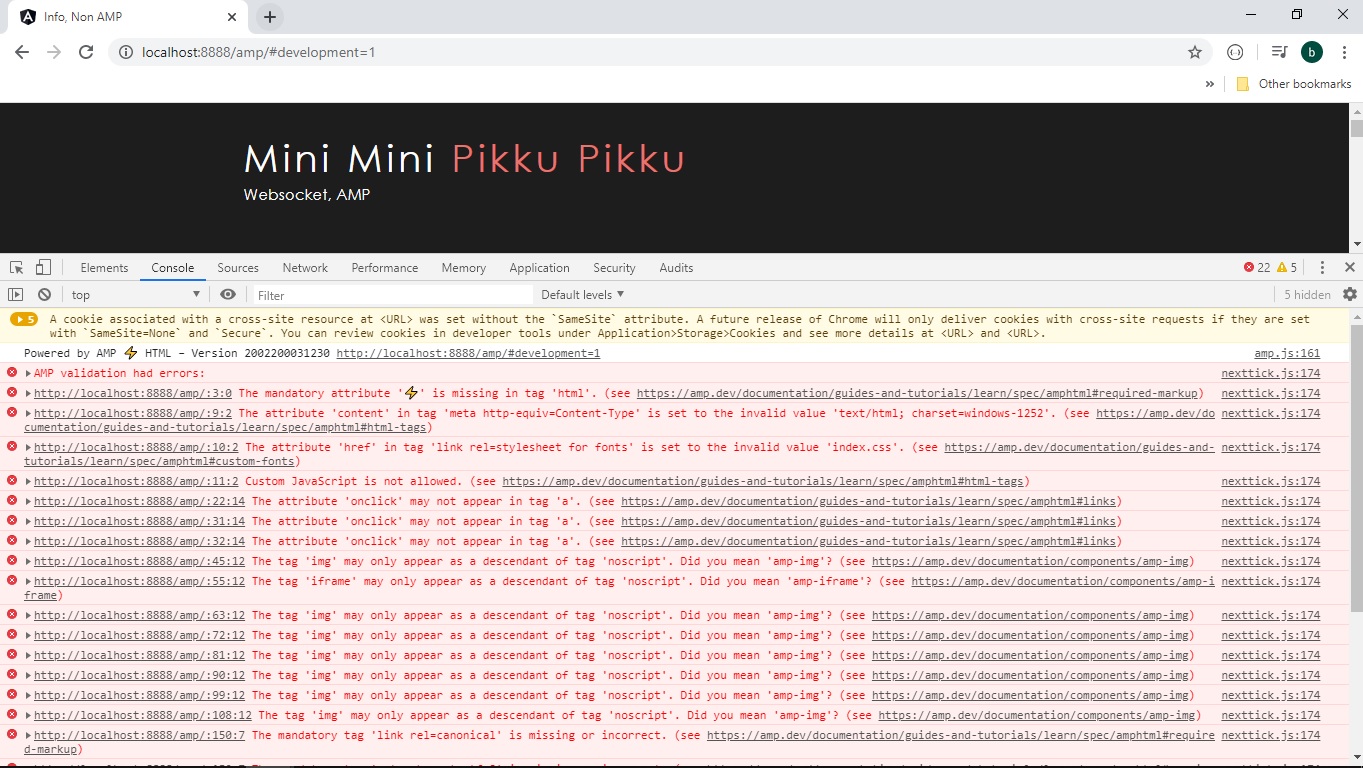 Info, Non AMP
localhost:8888/amp/#development=1
b
» Other bookmarks
Mini Mini Pikku Pikku
Websocket, AMP
Elements Console Sources Network Performance Memory Application Security Audits 22 5
top Filter Default levels ▼ 5 hidden
5 A cookie associated with a cross-site resource at <URL> was set without the `SameSite` attribute. A future release of Chrome will only deliver cookies with cross-site requests if they are set
with `SameSite=None` and `Secure`. You can review cookies in developer tools under Application>Storage>Cookies and see more details at <URL> and <URL>.
Powered by AMP ⚡ HTML – Version 2002200031230 http://localhost:8888/amp/#development=1 amp.js:161
AMP validation had errors: nexttick.js:174
http://localhost:8888/amp/:3:0 The mandatory attribute '⚡' is missing in tag 'html'. (see https://amp.dev/documentation/guides-and-tutorials/learn/spec/amphtml#required-markup) nexttick.js:174
http://localhost:8888/amp/:9:2 The attribute 'content' in tag 'meta http-equiv=Content-Type' is set to the invalid value 'text/html; charset=windows-1252'. (see https://amp.dev/do nexttick.js:174
cumentation/guides-and-tutorials/learn/spec/amphtml#html-tags)
http://localhost:8888/amp/:10:2 The attribute 'href' in tag 'link rel=stylesheet for fonts' is set to the invalid value 'index.css'. (see https://amp.dev/documentation/guides-and- nexttick.js:174
tutorials/learn/spec/amphtml#custom-fonts)
http://localhost:8888/amp/:11:2 Custom JavaScript is not allowed. (see https://amp.dev/documentation/guides-and-tutorials/learn/spec/amphtml#html-tags) nexttick.js:174
http://localhost:8888/amp/:22:14 The attribute 'onclick' may not appear in tag 'a'. (see https://amp.dev/documentation/guides-and-tutorials/learn/spec/amphtml#links) nexttick.js:174
http://localhost:8888/amp/:31:14 The attribute 'onclick' may not appear in tag 'a'. (see https://amp.dev/documentation/guides-and-tutorials/learn/spec/amphtml#links) nexttick.js:174
http://localhost:8888/amp/:32:14 The attribute 'onclick' may not appear in tag 'a'. (see https://amp.dev/documentation/guides-and-tutorials/learn/spec/amphtml#links) nexttick.js:174
http://localhost:8888/amp/:45:12 The tag 'img' may only appear as a descendant of tag 'noscript'. Did you mean 'amp-img'? (see https://amp.dev/documentation/components/amp-img) nexttick.js:174
http://localhost:8888/amp/:55:12 The tag 'iframe' may only appear as a descendant of tag 'noscript'. Did you mean 'amp-iframe'? (see https://amp.dev/documentation/components/amp-i nexttick.js:174
frame)
http://localhost:8888/amp/:63:12 The tag 'img' may only appear as a descendant of tag 'noscript'. Did you mean 'amp-img'? (see https://amp.dev/documentation/components/amp-img) nexttick.js:174
http://localhost:8888/amp/:72:12 The tag 'img' may only appear as a descendant of tag 'noscript'. Did you mean 'amp-img'? (see https://amp.dev/documentation/components/amp-img) nexttick.js:174
http://localhost:8888/amp/:81:12 The tag 'img' may only appear as a descendant of tag 'noscript'. Did you mean 'amp-img'? (see https://amp.dev/documentation/components/amp-img) nexttick.js:174
http://localhost:8888/amp/:90:12 The tag 'img' may only appear as a descendant of tag 'noscript'. Did you mean 'amp-img'? (see https://amp.dev/documentation/components/amp-img) nexttick.js:174
http://localhost:8888/amp/:99:12 The tag 'img' may only appear as a descendant of tag 'noscript'. Did you mean 'amp-img'? (see https://amp.dev/documentation/components/amp-img) nexttick.js:174
http://localhost:8888/amp/:108:12 The tag 'img' may only appear as a descendant of tag 'noscript'. Did you mean 'amp-img'? (see https://amp.dev/documentation/components/amp-img) nexttick.js:174
http://localhost:8888/amp/:150:7 The mandatory tag 'link rel=canonical' is missing or incorrect. (see https://amp.dev/documentation/guides-and-tutorials/learn/spec/amphtml#require nexttick.js:174
d-markup)